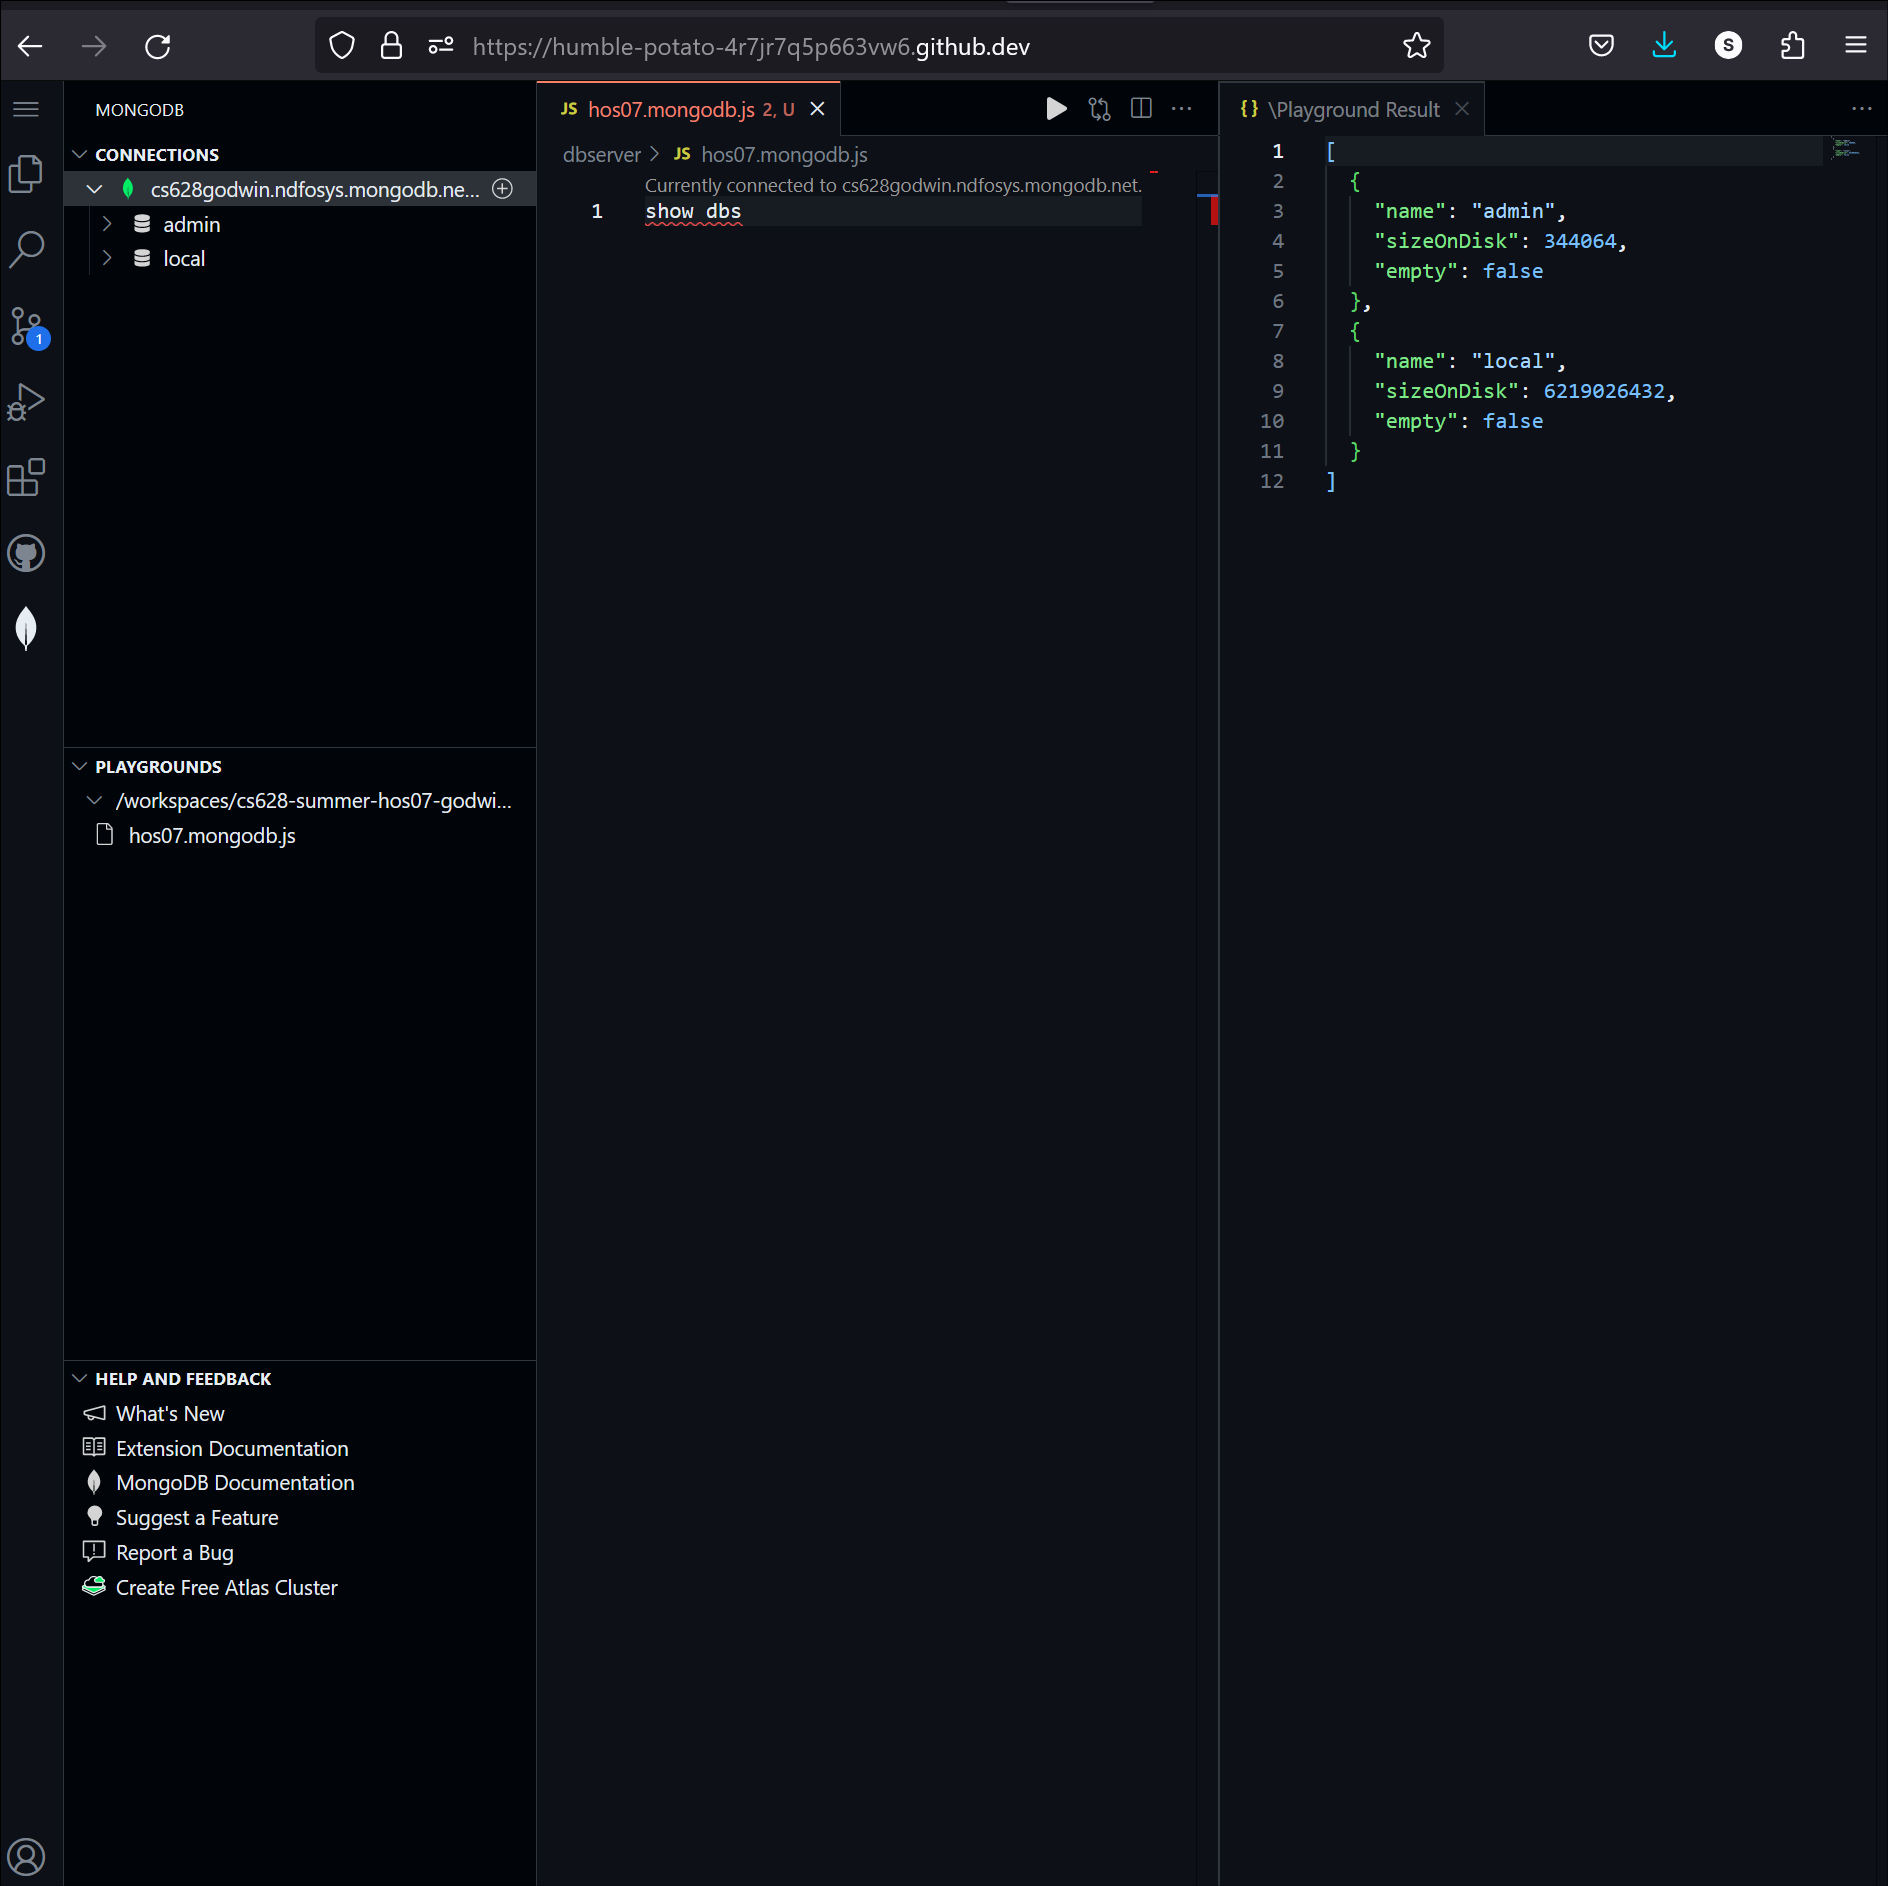 https://humble-potato-4r7jr7q5p663vw6.github.dev
S
MONGODB
CONNECTIONS
cs628godwin.ndfosys.mongodb.ne...
admin
local
1
PLAYGROUNDS
/workspaces/cs628-summer-hos07-godwi...
hos07.mongodb.js
HELP AND FEEDBACK
What's New
Extension Documentation
MongoDB Documentation
Suggest a Feature
Report a Bug
Create Free Atlas Cluster
JS hos07.mongodb.js 2, U
dbserver > JS hos07.mongodb.js
Currently connected to cs628godwin.ndfosys.mongodb.net.
1 show dbs
{} \Playground Result
1 [
2 {
3 "name": "admin",
4 "sizeOnDisk": 344064,
5 "empty": false
6 },
7 {
8 "name": "local",
9 "sizeOnDisk": 6219026432,
10 "empty": false
11 }
12 ]